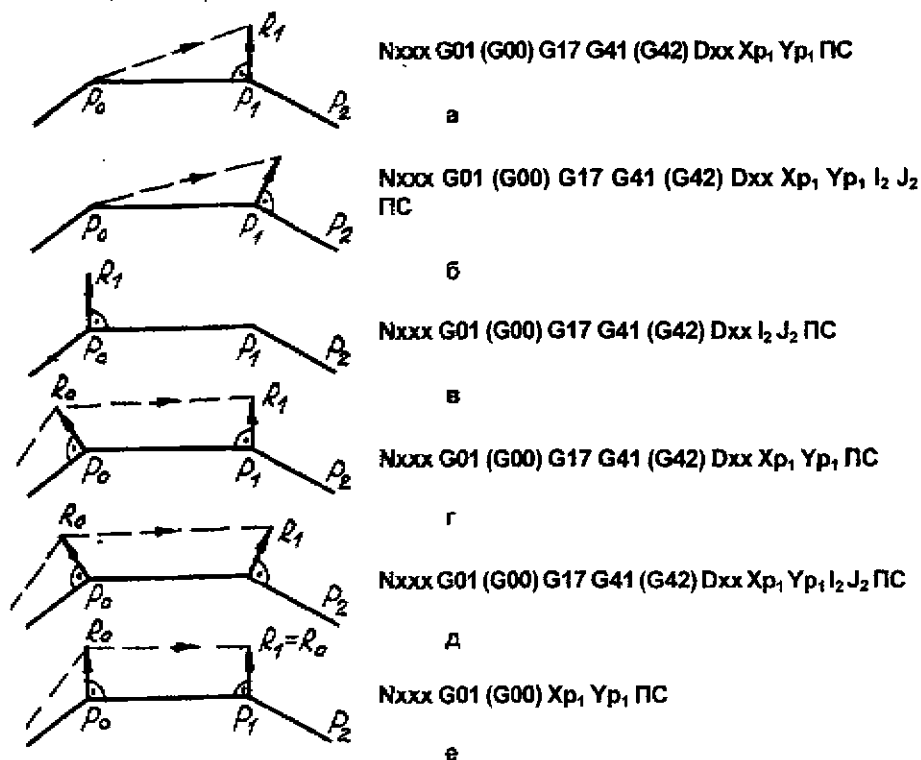 R₁
P₀ P₁ P₂
Nxxx G01 (G00) G17 G41 (G42) Dxx Xp₁ Yp₁ ПС
а
P₀ P₁ P₂
Nxxx G01 (G00) G17 G41 (G42) Dxx Xp₁ Yp₁ I₂ J₂
ПС
б
R₁
P₀ P₁ P₂
Nxxx G01 (G00) G17 G41 (G42) Dxx I₂ J₂ ПС
в
R₀ R₁
P₀ P₁ P₂
Nxxx G01 (G00) G17 G41 (G42) Dxx Xp₁ Yp₁ ПС
г
R₀ R₁
P₀ P₁ P₂
Nxxx G01 (G00) G17 G41 (G42) Dxx Xp₁ Yp₁ I₂ J₂ ПС
д
R₀ R₁=R₀
P₀ P₁ P₂
Nxxx G01 (G00) Xp₁ Yp₁ ПС
е